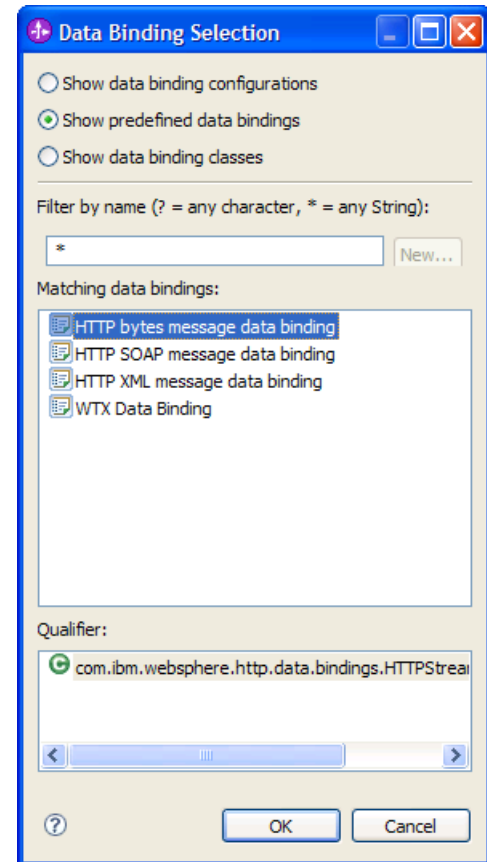 Data Binding Selection
Show data binding configurations
Show predefined data bindings
Show data binding classes
Filter by name (? = any character, * = any String):
*
New...
Matching data bindings:
HTTP bytes message data binding
HTTP SOAP message data binding
HTTP XML message data binding
WTX Data Binding
Qualifier:
com.ibm.websphere.http.data.bindings.HTTPStrea
OK
Cancel